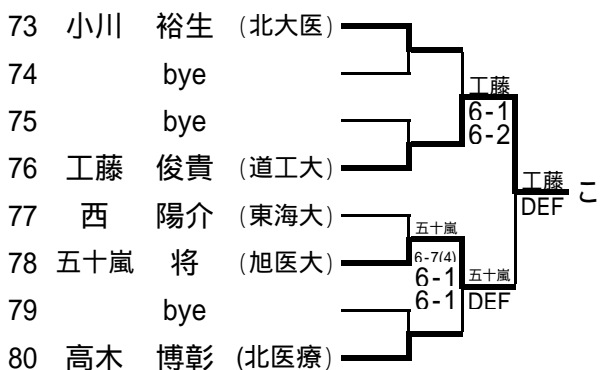 73 小川 裕生 (北大医)
74 bye
75 bye
76 工藤 俊貴 (道工大)
77 西 陽介 (東海大)
78 五十嵐 将 (旭医大)
79 bye
80 高木 博彰 (北医療)
工藤
6-1
6-2
五十嵐
6-7(4)
6-1
6-1
五十嵐
DEF
工藤
DEF
こ